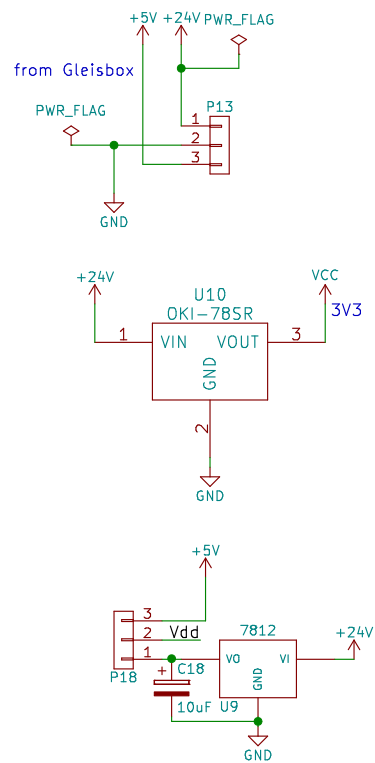 +5V +24V PWR_FLAG
from Gleisbox
P13
PWR_FLAG
1
2
3
GND
+24V
VCC
U10
OKI-78SR
3V3
1 VIN VOUT 3
GND
2
GND
+5V
3
Vdd
7812
+24V
2
1
+ C18
VO VI
GND
P18
10uF U9
GND